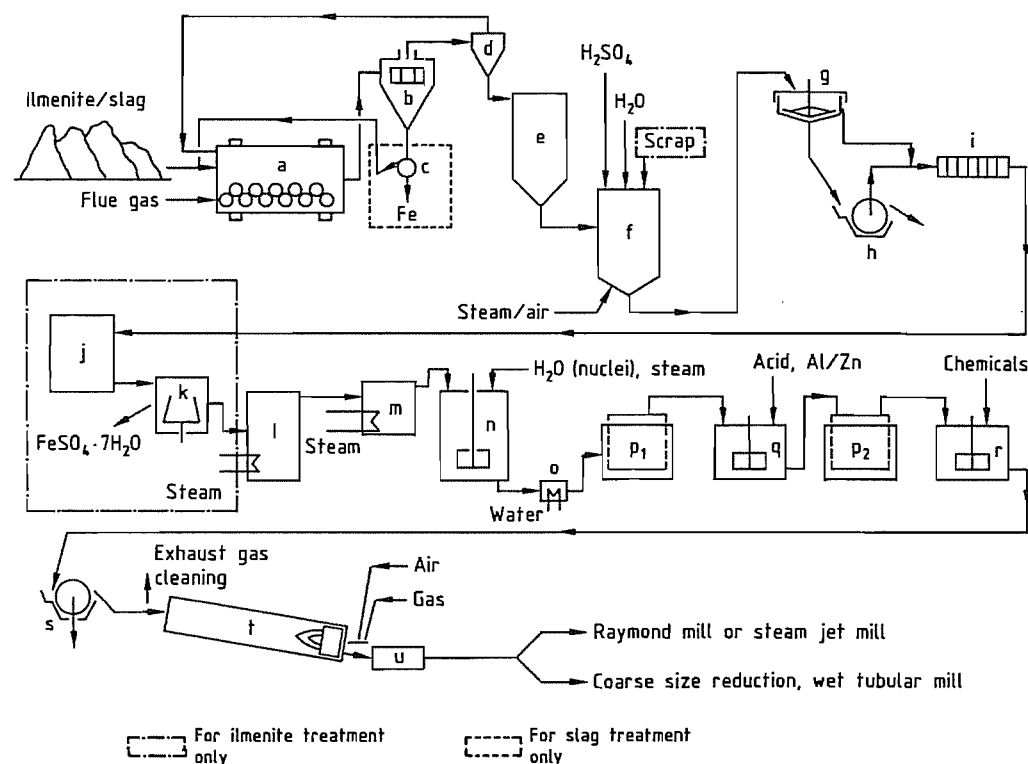 ilmenite/slag
Flue gas
a
b
c
Fe
d
e
H₂SO₄
H₂O
Scrap
f
Steam/air
g
h
i
j
k
FeSO₄·7H₂O
Steam
l
Steam
m
H₂O (nuclei), steam
n
o
Water
p₁
Acid, Al/Zn
q
p₂
Chemicals
r
s
Exhaust gas
cleaning
t
Air
Gas
u
Raymond mill or steam jet mill
Coarse size reduction, wet tubular mill
For ilmenite treatment
only
For slag treatment
only